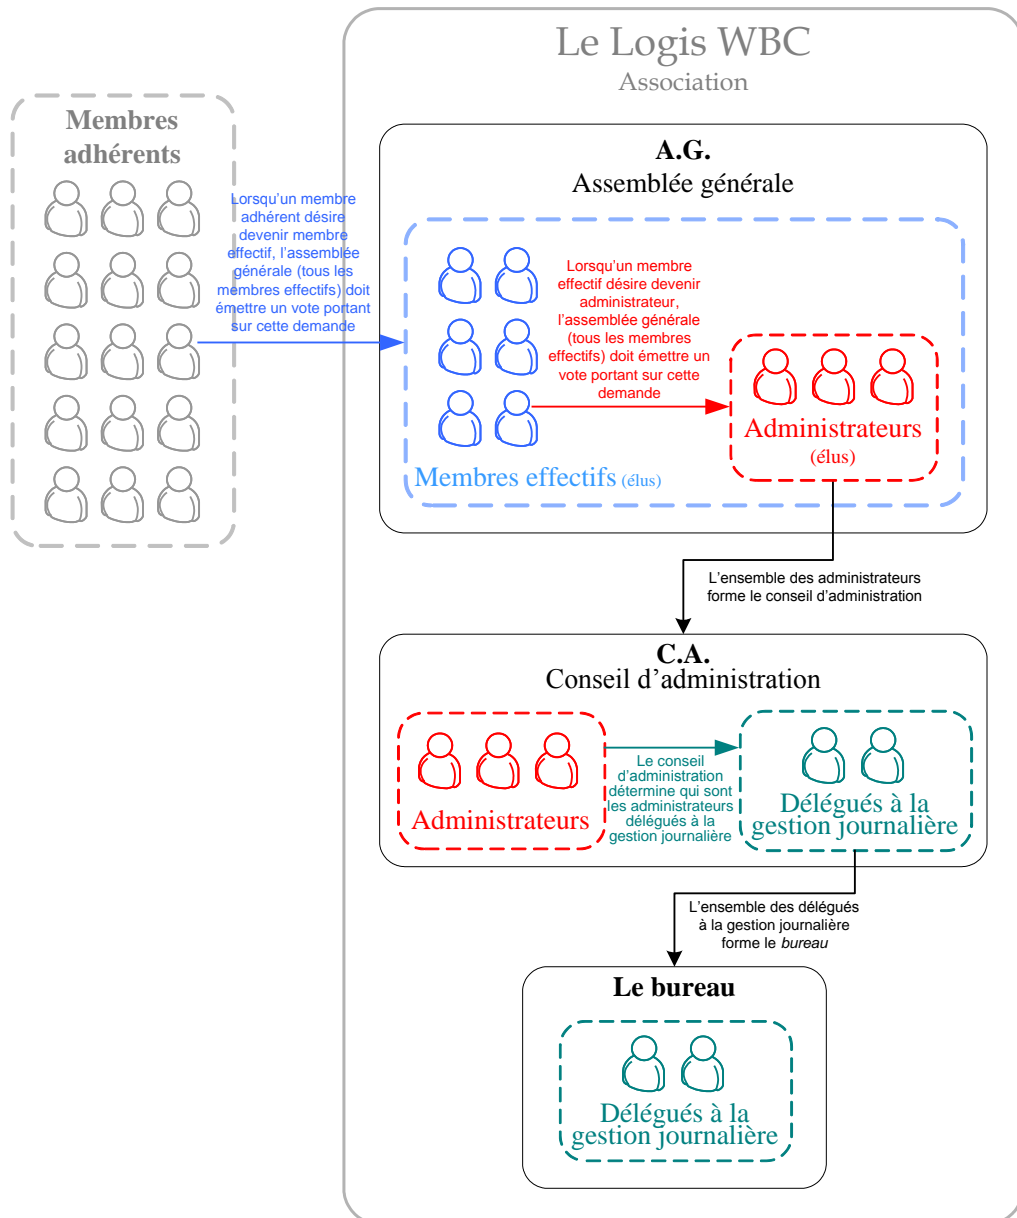 Le Logis WBC
Association
Membres
adhérents
Lorsqu'un membre
adhérent désire
devenir membre
effectif, l'assemblée
générale (tous les
membres effectifs) doit
émettre un vote portant
sur cette demande
A.G.
Assemblée générale
Lorsqu'un membre
effectif désire devenir
administrateur,
l'assemblée générale
(tous les membres
effectifs) doit émettre un
vote portant sur cette
demande
Administrateurs
(élus)
Membres effectifs (élus)
L'ensemble des administrateurs
forme le conseil d'administration
C.A.
Conseil d'administration
Administrateurs
Le conseil
d'administration
détermine qui sont
les administrateurs
délégués à la
gestion journalière
Délégués à la
gestion journalière
L'ensemble des délégués
à la gestion journalière
forme le bureau
Le bureau
Délégués à la
gestion journalière